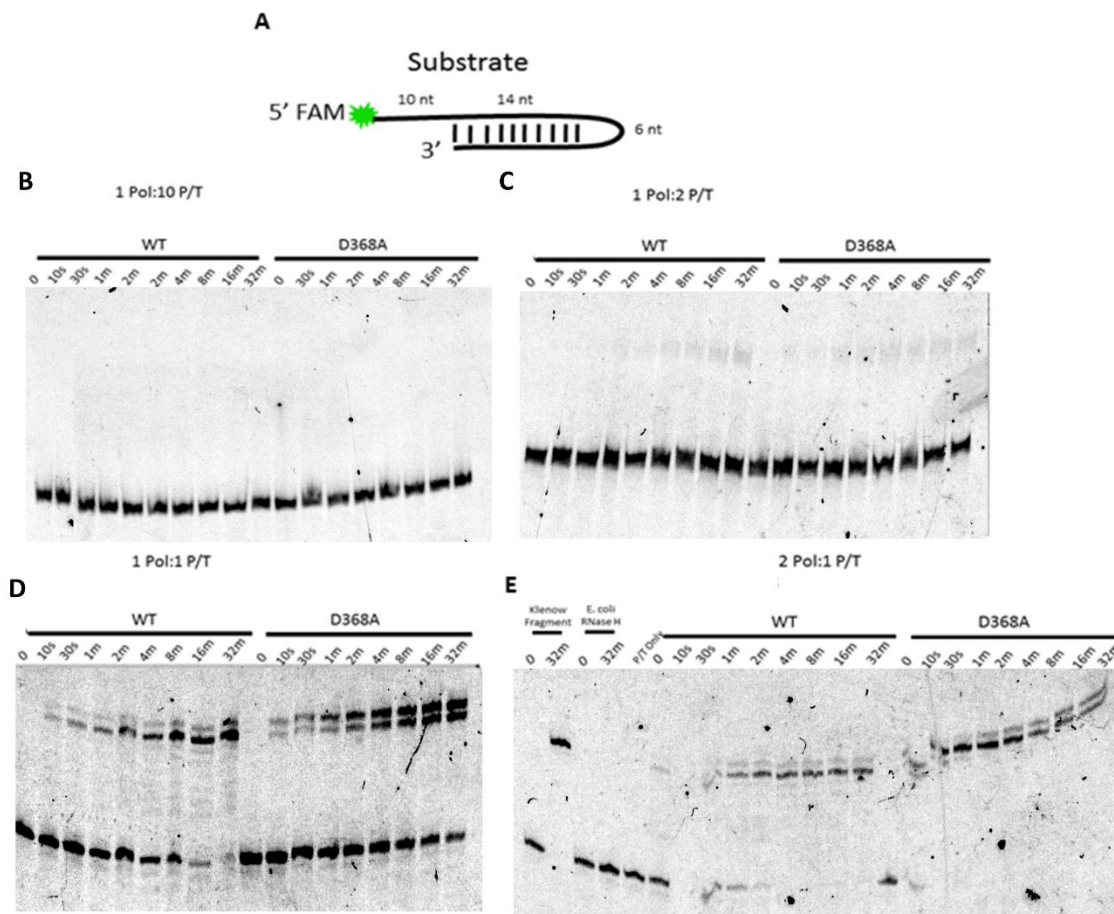 A
Substrate
5' FAM
10 nt
14 nt
6 nt
3'
B
1 Pol:10 P/T
WT
D368A
0 10s 30s 1m 2m 2m 4m 8m 16m 32m 0 30s 1m 2m 4m 8m 16m 32m
C
1 Pol:2 P/T
WT
D368A
0 10s 30s 1m 2m 4m 8m 16m 32m 0 10s 30s 1m 2m 4m 8m 16m 32m
D
1 Pol:1 P/T
WT
D368A
0 10s 30s 1m 2m 4m 8m 16m 32m 0 10s 30s 1m 2m 4m 8m 16m 32m
E
2 Pol:1 P/T
Klenow
Fragment
E. coli
RNase H
WT
D368A
0 32m 0 32m P/T Only 0 10s 30s 1m 2m 4m 8m 16m 32m 0 10s 30s 1m 2m 4m 8m 16m 32m